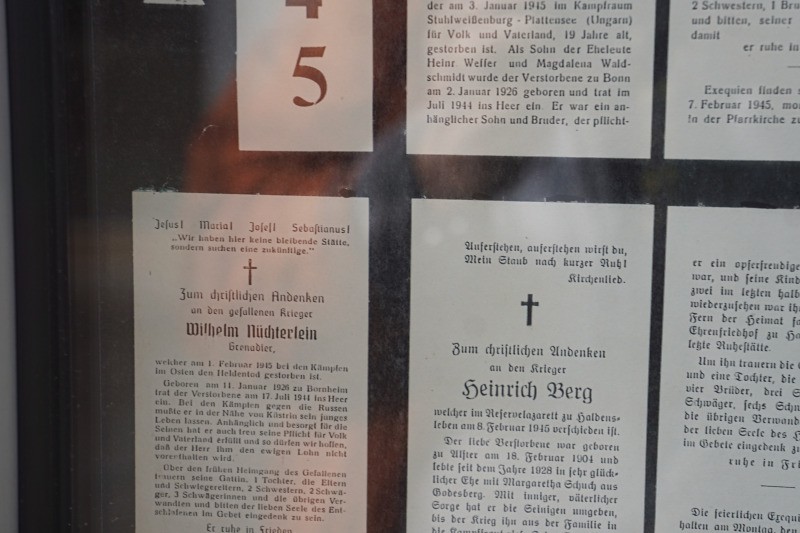 4
5
der am 3. Januar 1945 im Kampfraum
Stuhlweißenburg - Plattensee (Ungarn)
für Volk und Vaterland, 19 Jahre alt,
gestorben ist. Als Sohn der Eheleute
Heinr Welfer und Magdalena Wald-
schmidt wurde der Verstorbene zu Bonn
am 2. Januar 1926 geboren und trat im
Juli 1944 ins Heer ein. Er war ein an-
hänglicher Sohn und Bruder, der pflicht-
2 Schwestern, 1 Bru
und bitten, seiner
damit
er ruhe in
Exequien finden s
7. Februar 1945, mo
in der Pfarrkirche zu
Jesus! Maria! Josef! Sebastianus!
„Wir haben hier keine bleibende Stätte,
sondern suchen eine zukünftige."
Zum christlichen Andenken
an den gefallenen Krieger
Wilhelm Nüchterlein
Grenadier,
welcher am 1. Februar 1945 bei den Kämpfen
im Osten den Heldentod gestorben ist.
Geboren am 11. Januar 1926 zu Bornheim
trat der Verstorbene am 17. Juli 1944 ins Heer
ein. Bei den Kämpfen gegen die Russen
mußte er in der Nähe von Küstrin sein junges
Leben lassen. Anhänglich und besorgt für die
Seinen hat er auch treu seine Pflicht für Volk
und Vaterland erfüllt und so dürfen wir hoffen,
daß der Herr ihm den ewigen Lohn nicht
vorenthalten wird.
Über den frühen Heimgang des Gefallenen
trauern seine Gattin, 1 Tochter, die Eltern
und Schwiegereltern, 2 Schwestern, 2 Schwä-
ger, 3 Schwägerinnen und die übrigen Ver-
wandten und bitten der lieben Seele des Ent-
schlafenen im Gebet eingedenk zu sein.
Er ruhe in Frieden
Auferstehen, auferstehen wirst du,
Mein Staub nach kurzer Ruh!
Kirchenlied.
Zum christlichen Andenken
an den Krieger
Heinrich Berg
welcher im Reservelazarett zu Haldens-
leben am 8. Februar 1945 verschieden ist.
Der liebe Verstorbene war geboren
zu Alfter am 18. Februar 1904 und
lebte seit dem Jahre 1928 in sehr glück-
licher Ehe mit Margaretha Schuch aus
Godesberg. Mit inniger, väterlicher
Sorge hat er die Seinigen umgeben,
bis der Krieg ihn aus der Familie in
er ein opferfreudige
war, und seine Kind
zwei im letzten halb
wiederzusehen war ih
Fern der Heimat fa
Ehrenfriedhof zu Ha
letzte Ruhestätte.
Um ihn trauern die
und eine Tochter, die
vier Brüder, drei S
Schwäger, sechs Schw
die übrigen Verwand
der lieben Seele des H
im Gebete eingedenk z
ruhe in Fri
Die feierlichen Exequi
halten am Montag, den